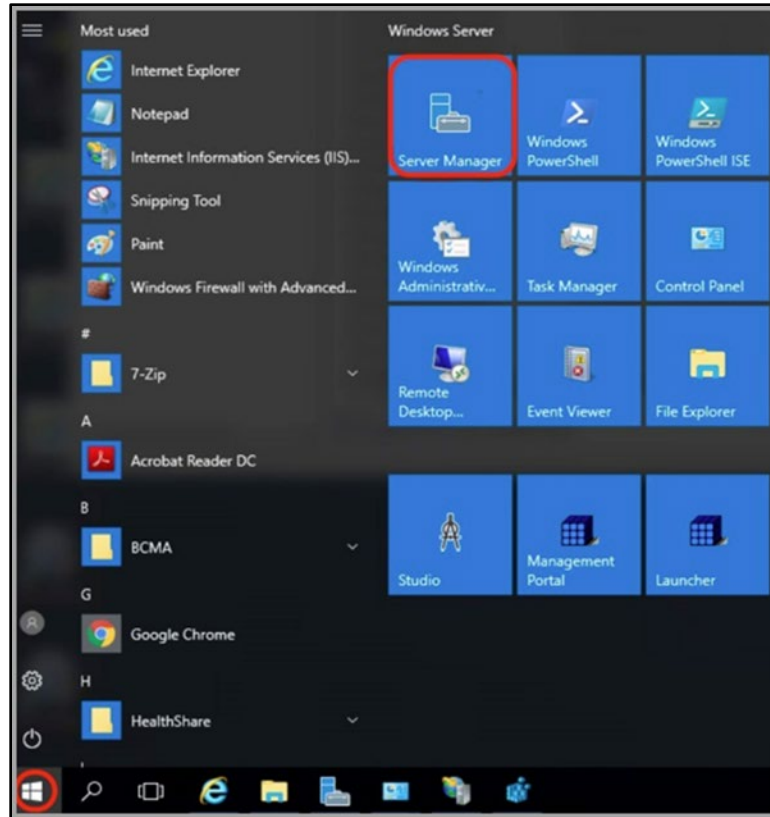 Most used
Internet Explorer
Notepad
Internet Information Services (IIS)...
Snipping Tool
Paint
Windows Firewall with Advanced...
#
7-Zip
A
Acrobat Reader DC
B
BCMA
G
Google Chrome
H
HealthShare
Windows Server
Server Manager
Windows
PowerShell
Windows
PowerShell ISE
Windows
Administrativ...
Task Manager
Control Panel
Remote
Desktop...
Event Viewer
File Explorer
Studio
Management
Portal
Launcher